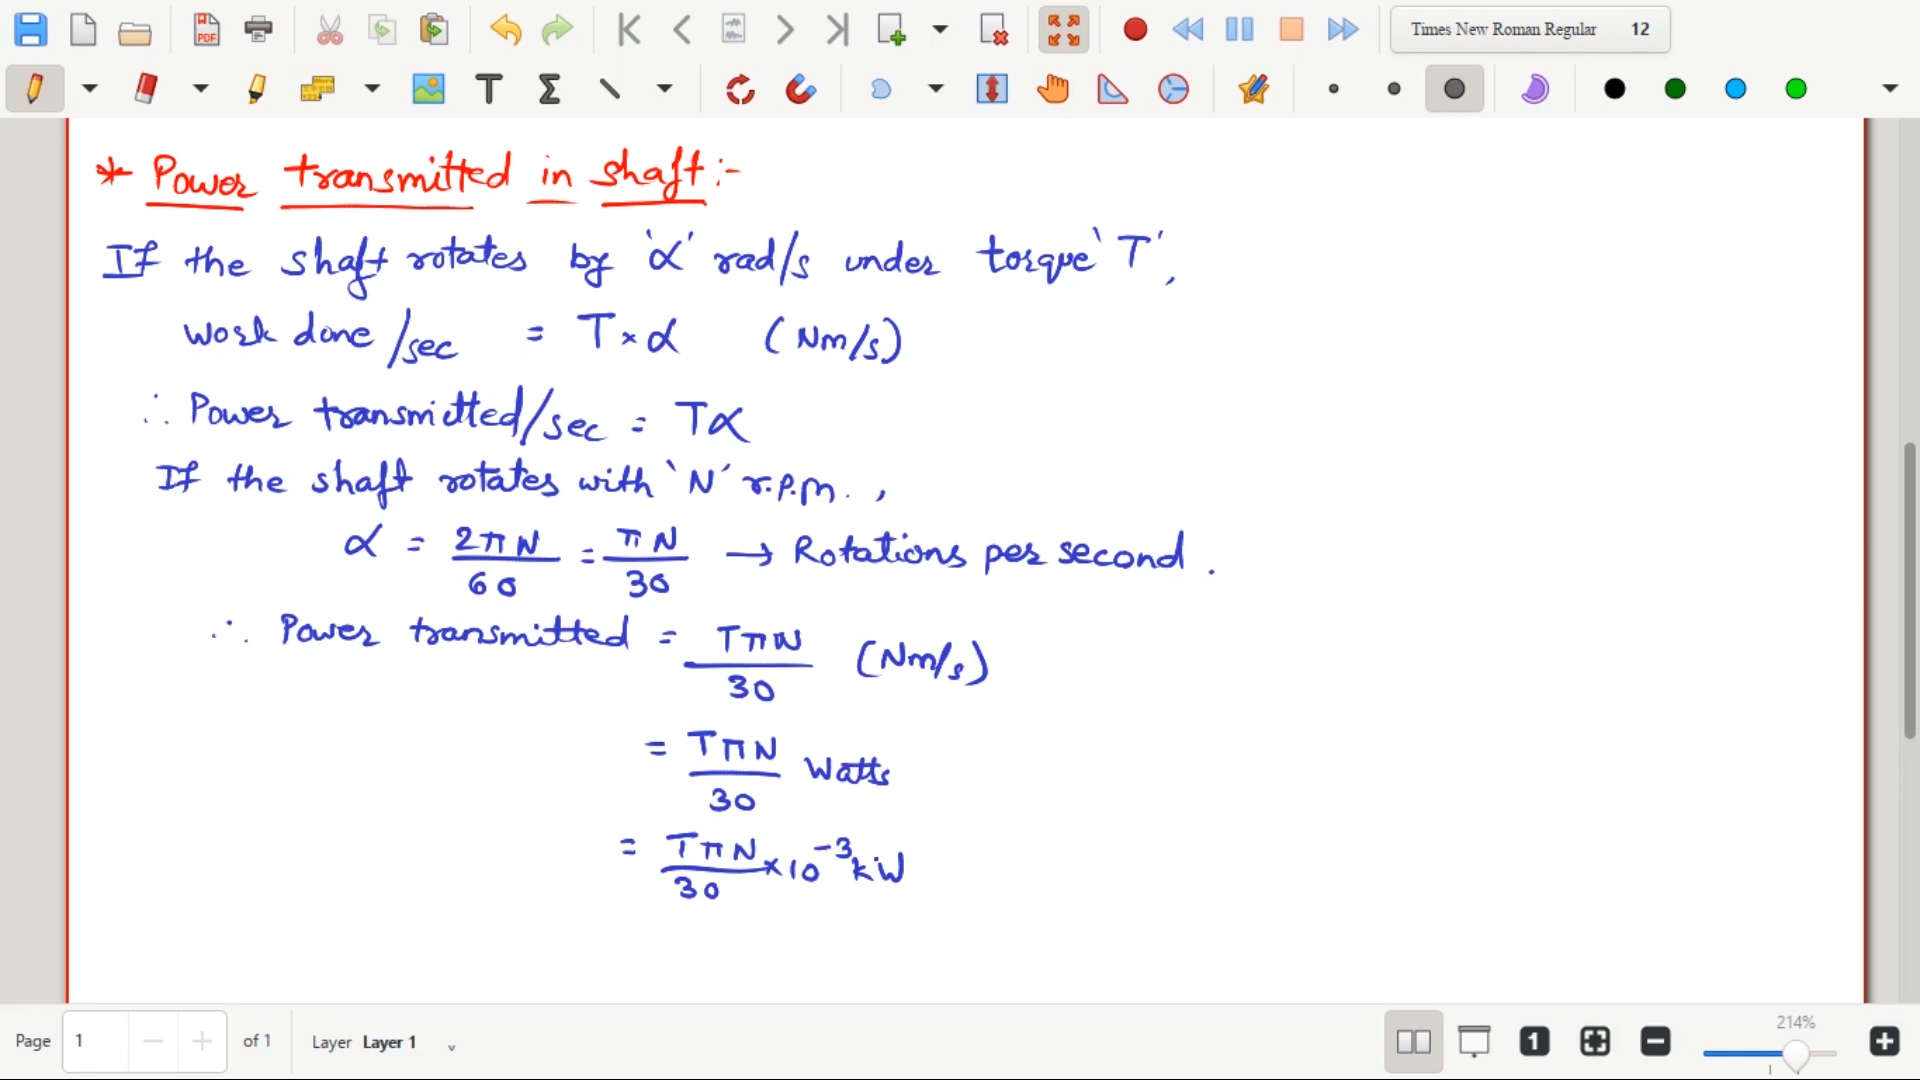 Times New Roman Regular 12
* Power transmitted in shaft :-
If the shaft rotates by 'α' rad/s under torque 'T',
Work done /sec = T × α (Nm/s)
∴ Power transmitted/sec = Tα
If the shaft rotates with 'N' r.p.m. ,
α = 2πN/60 = πN/30 → Rotations per second.
∴ Power transmitted = TπN/30 (Nm/s)
= TπN/30 Watts
= TπN/30 × 10⁻³ kW
Page 1 of 1 Layer Layer 1 214%